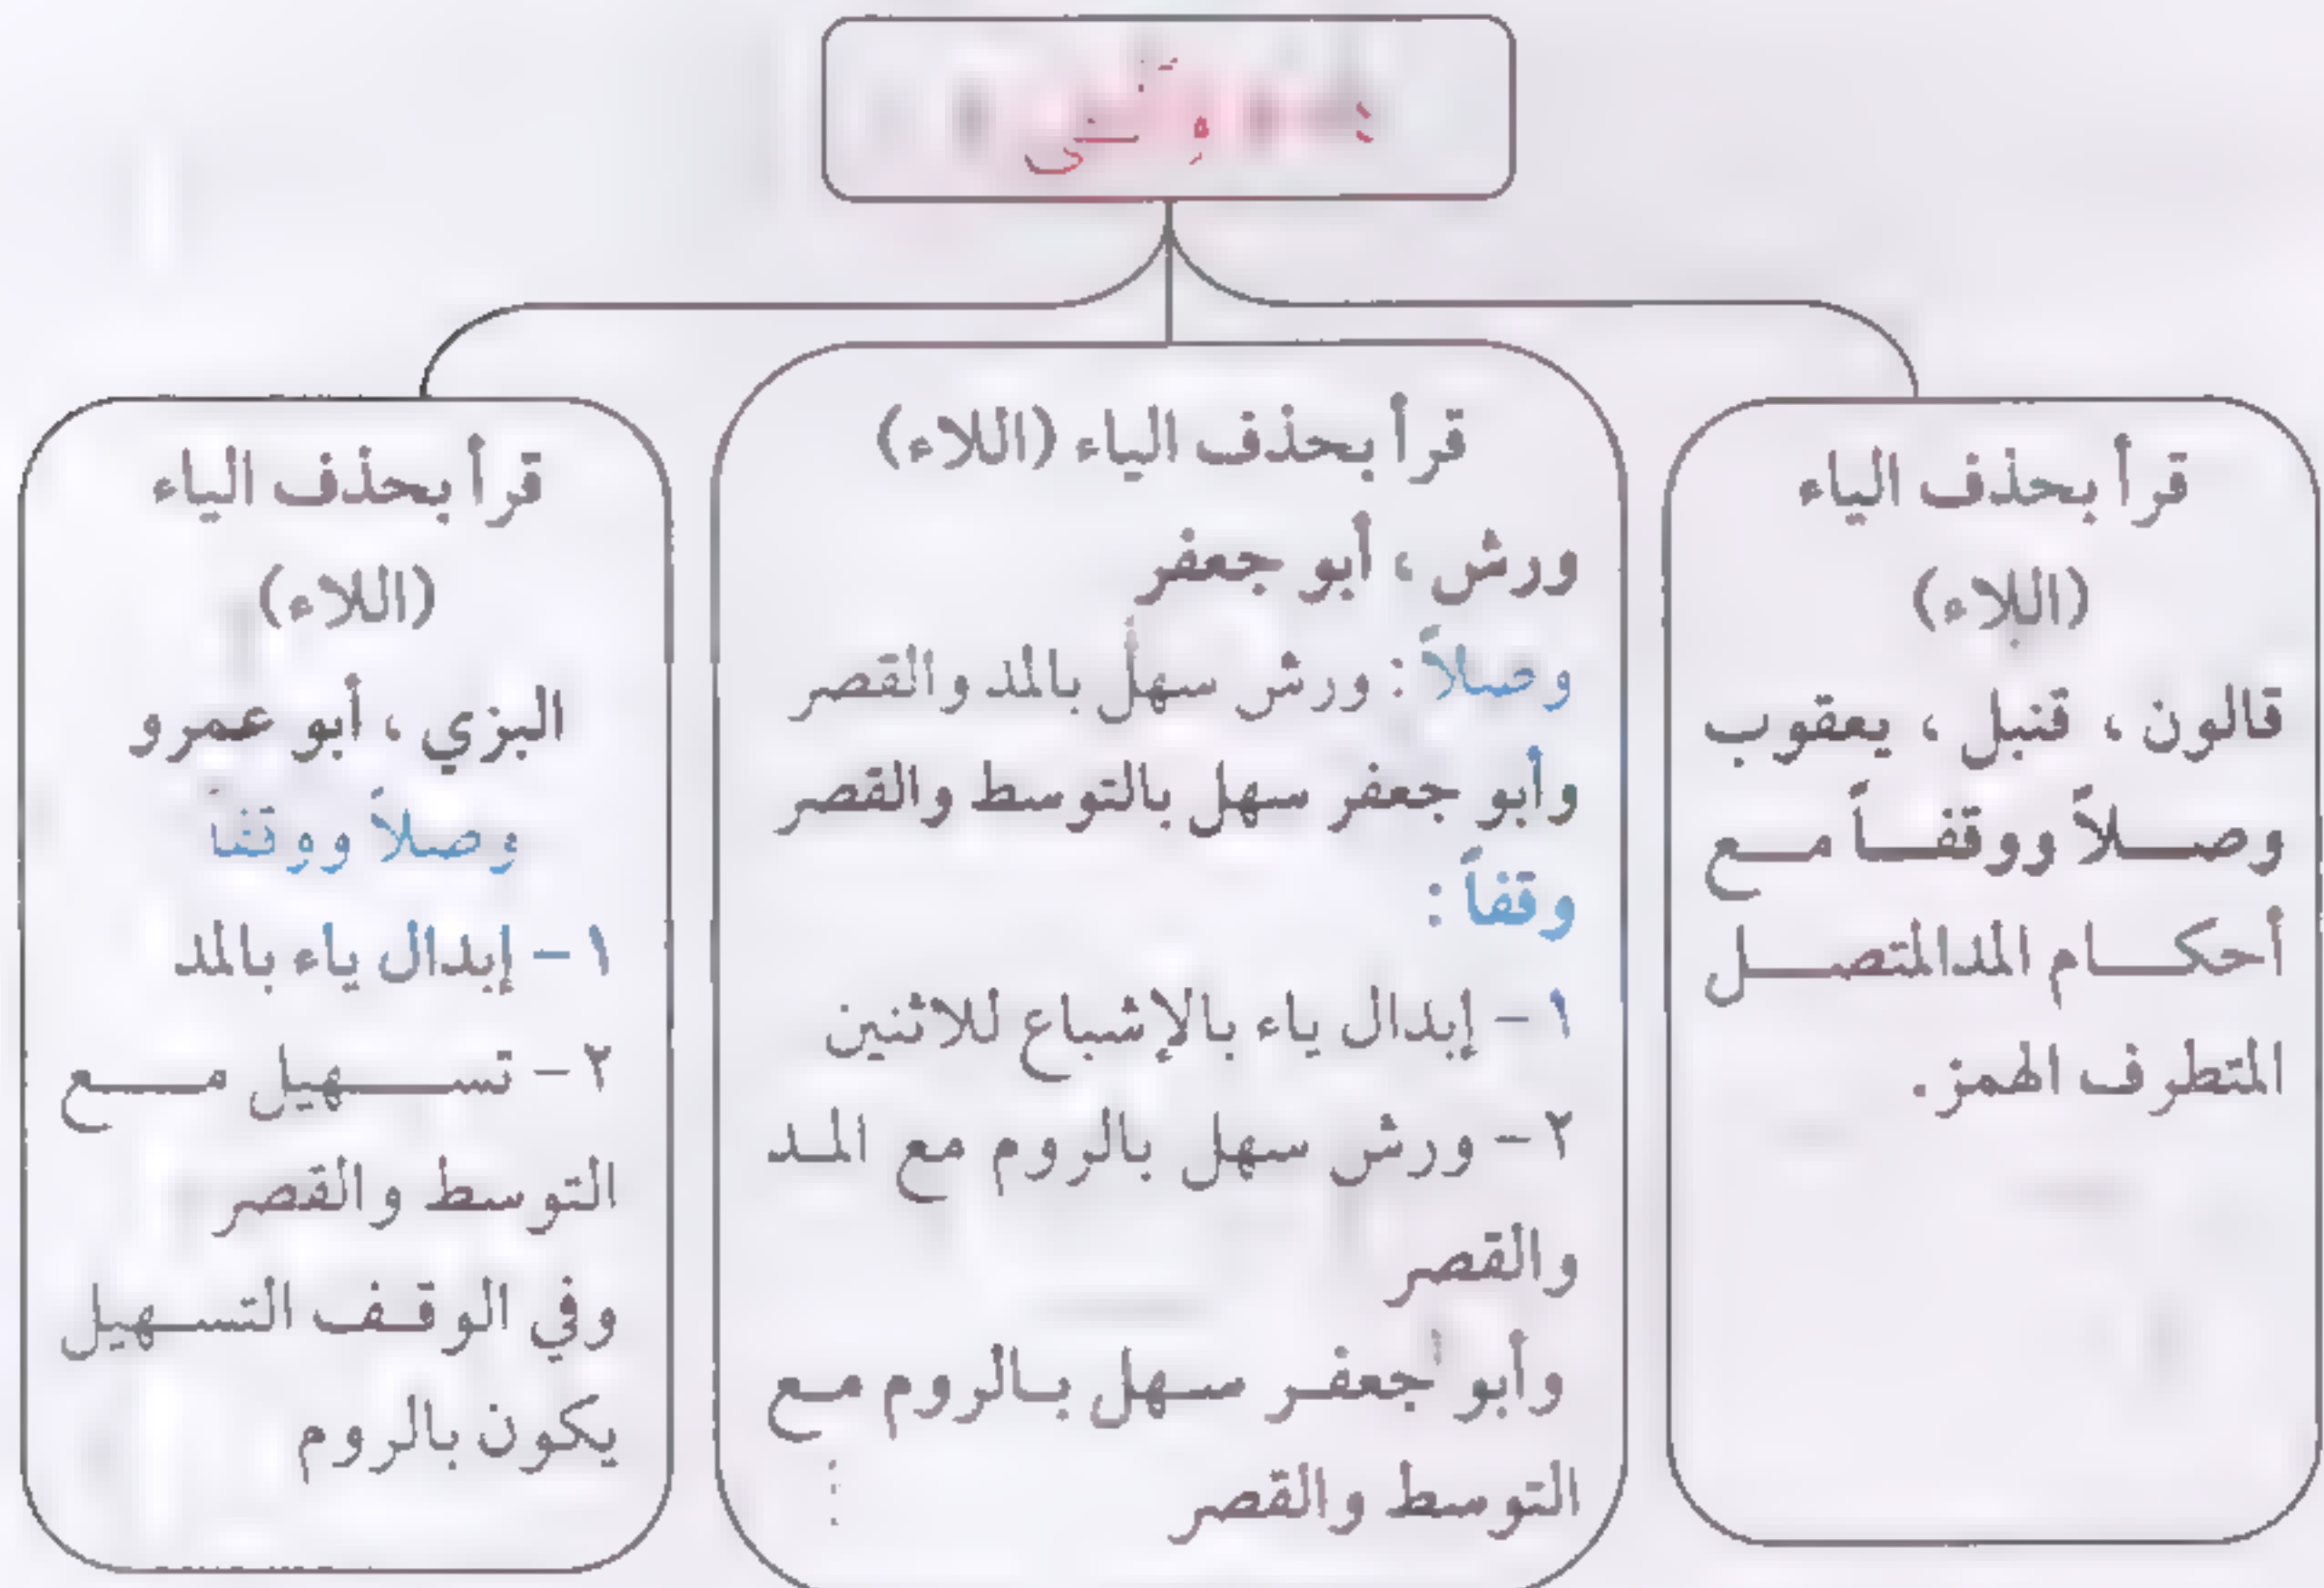 قرأ بحذف الياء
(اللاء)
قالون ، قنبل ، يعقوب
وصلاً ووقفاً مع
أحكام المدالمتصل
المتطرف الهمز.
قرأ بحذف الياء (اللاء)
ورش ، أبو جعفر
وصلاً : ورش سهل بالمد والقصر
وأبو جعفر سهل بالتوسط والقصر
وقفاً :
١ - إبدال ياء بالإشباع للاثنين
٢ - ورش سهل بالروم مع المد
والقصر
وأبو جعفر سهل بالروم مع
التوسط والقصر
قرأ بحذف الياء
(اللاء)
البزي ، أبو عمرو
وصلاً ووقفاً
١ - إبدال ياء بالمد
٢ - تسهيل مع
التوسط والقصر
وفي الوقف التسهيل
يكون بالروم